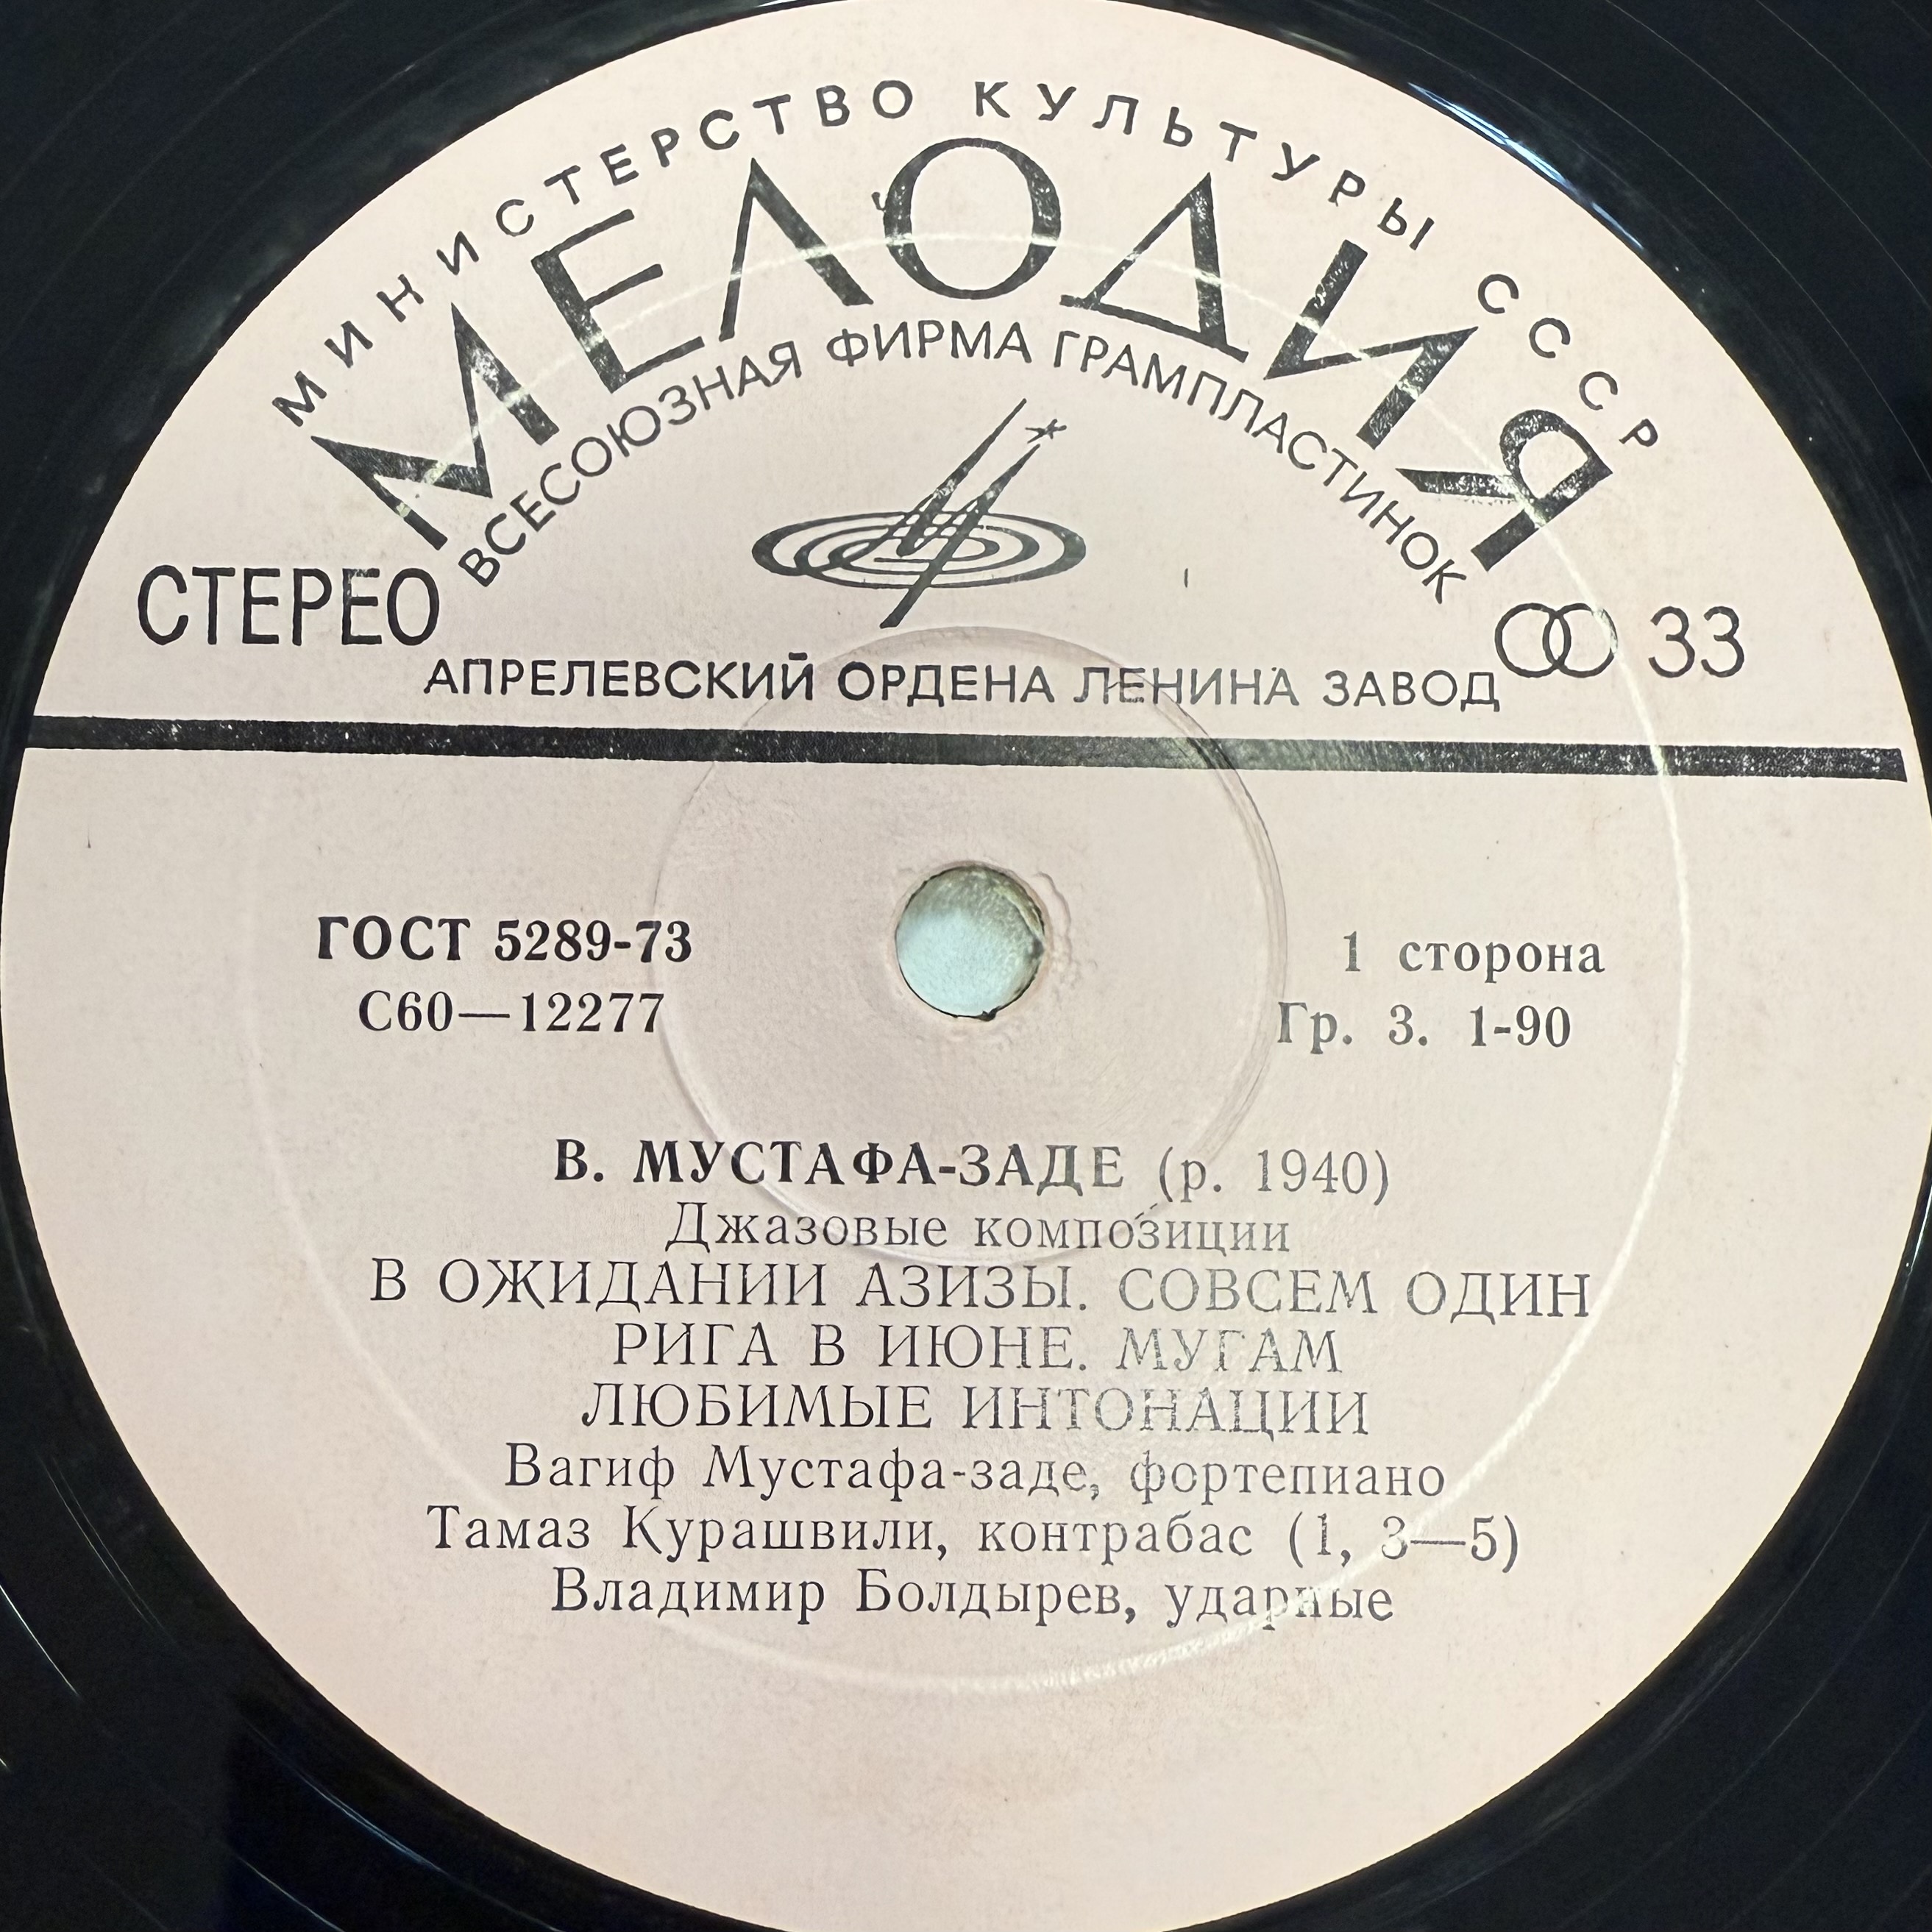 МИНИСТЕРСТВО КУЛЬТУРЫ СССР
МЕЛОДИЯ
ВСЕСОЮЗНАЯ ФИРМА ГРАМПЛАСТИНОК
СТЕРЕО
33
АПРЕЛЕВСКИЙ ОРДЕНА ЛЕНИНА ЗАВОД
ГОСТ 5289-73
С60—12277
1 сторона
Гр. 3. 1-90
В. МУСТАФА-ЗАДЕ (р. 1940)
Джазовые композиции
В ОЖИДАНИИ АЗИЗЫ. СОВСЕМ ОДИН
РИГА В ИЮНЕ. МУГАМ
ЛЮБИМЫЕ ИНТОНАЦИИ
Вагиф Мустафа-заде, фортепиано
Тамаз Курашвили, контрабас (1, 3—5)
Владимир Болдырев, ударные